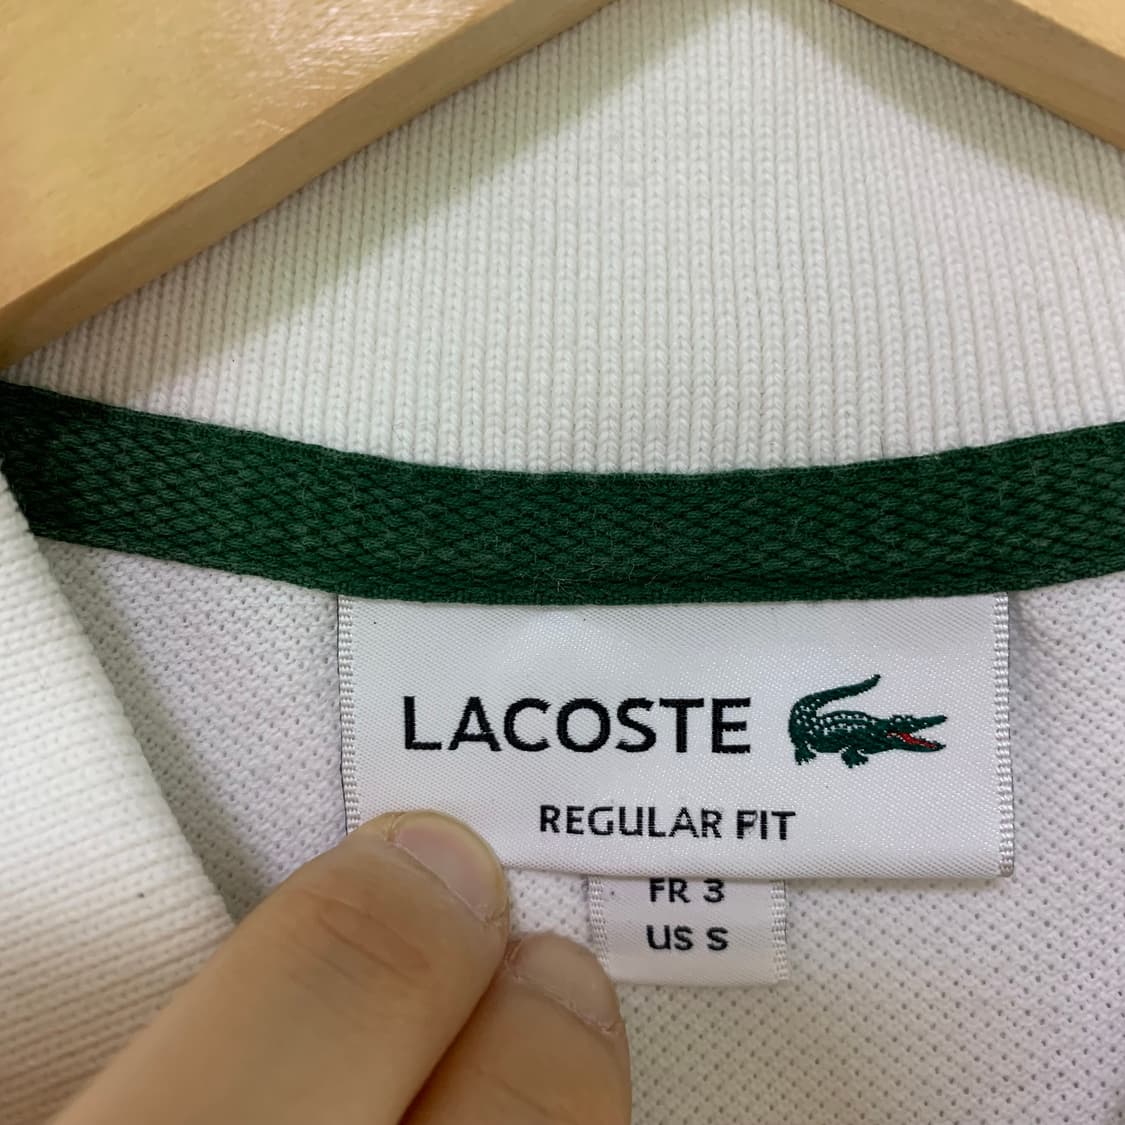 LACOSTE
REGULAR FIT
FR 3
US S